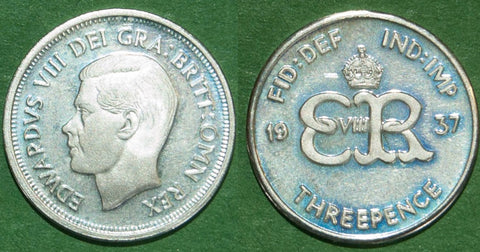 EDWARDVS VIII DEI GRA: BRITT: OMN REX
FID: DEF IND: IMP
E VIII R
19 37
THREEPENCE